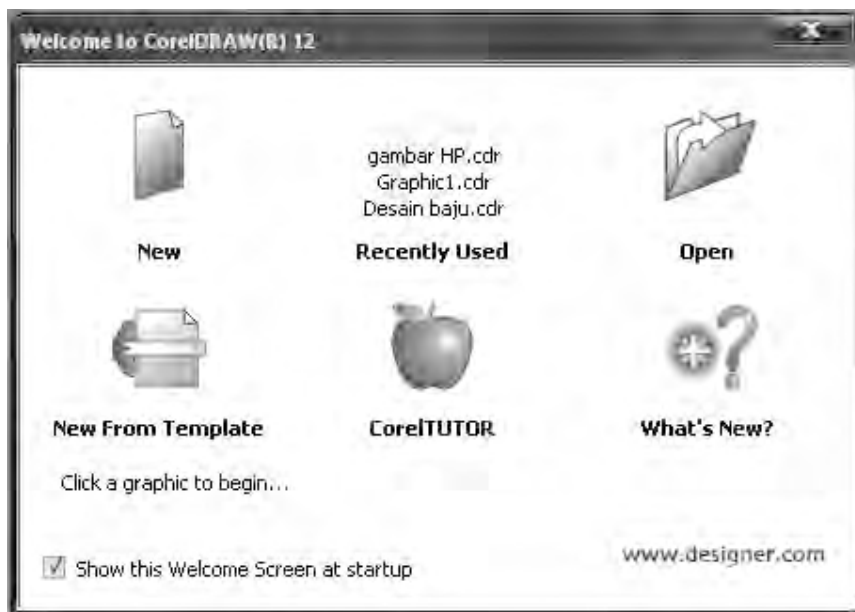 Welcome to CorelDRAW(R) 12
gambar HP.cdr
Graphic1.cdr
Desain baju.cdr
New
Recently Used
Open
New From Template
CorelTUTOR
What's New?
Click a graphic to begin...
Show this Welcome Screen at startup
www.designer.com